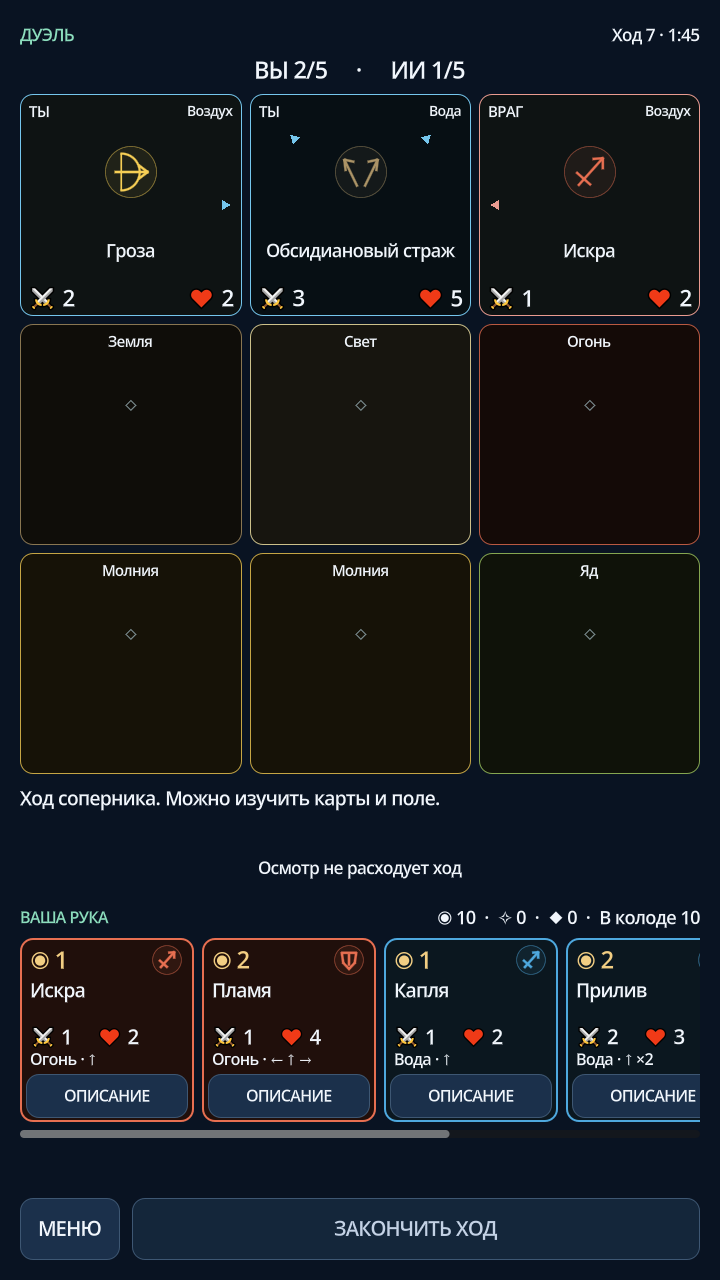 ДУЭЛЬ
Ход 7 · 1:45
ВЫ 2/5 · ИИ 1/5
ТЫ Воздух
Гроза
2 2
ТЫ Вода
Обсидиановый страж
3 5
ВРАГ Воздух
Искра
1 2
Земля
Свет
Огонь
Молния
Молния
Яд
Ход соперника. Можно изучить карты и поле.
Осмотр не расходует ход
ВАША РУКА
◉ 10 · ✧ 0 · ◆ 0 · В колоде 10
◉ 1
Искра
1 2
Огонь · ↑
ОПИСАНИЕ
◉ 2
Пламя
1 4
Огонь · ← ↑ →
ОПИСАНИЕ
◉ 1
Капля
1 2
Вода · ↑
ОПИСАНИЕ
◉ 2
Прилив
2 3
Вода · ↑ ×2
ОПИСАНИЕ
МЕНЮ
ЗАКОНЧИТЬ ХОД